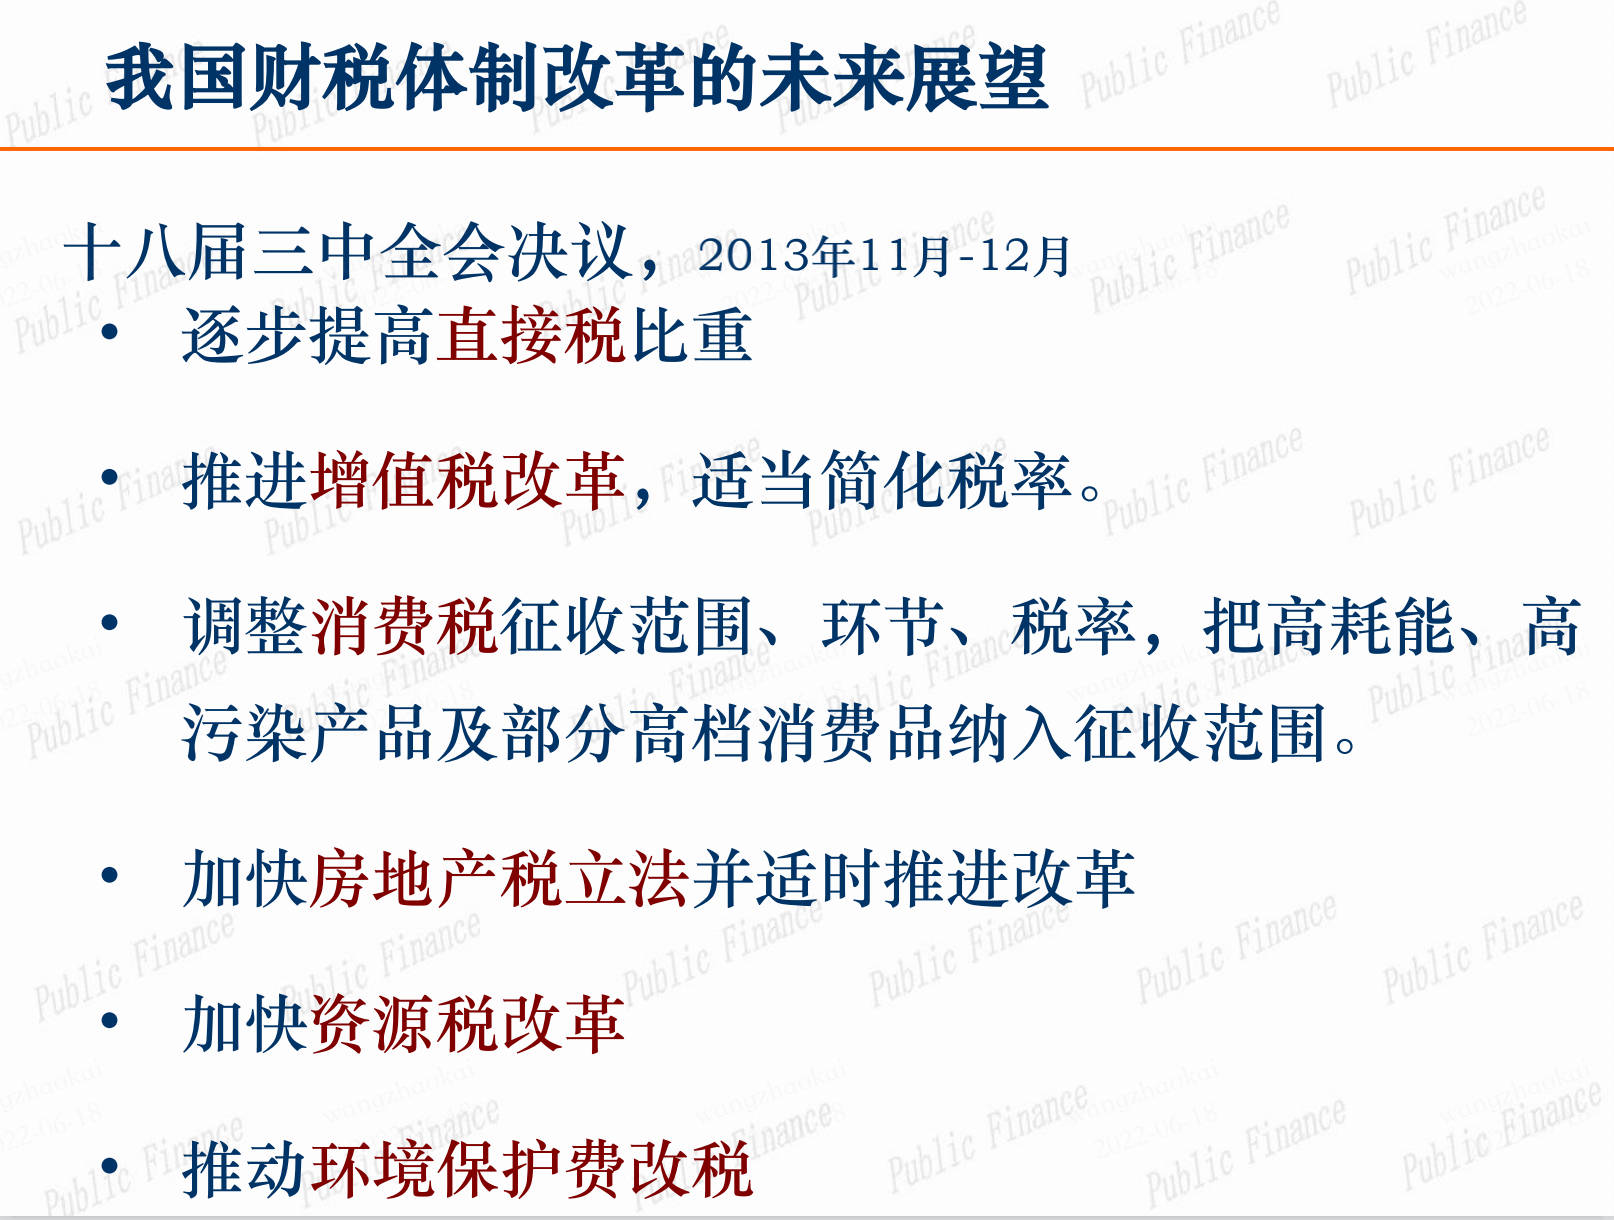 我国财税体制改革的未来展望
十八届三中全会决议，2013年11月-12月
• 逐步提高直接税比重
• 推进增值税改革，适当简化税率。
• 调整消费税征收范围、环节、税率，把高耗能、高
污染产品及部分高档消费品纳入征收范围。
• 加快房地产税立法并适时推进改革
• 加快资源税改革
• 推动环境保护费改税
Public Finance
wangzhaokai
2022-06-18